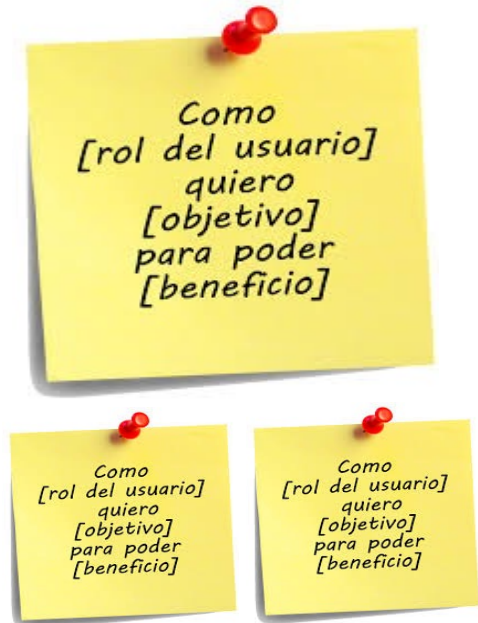 Como
[rol del usuario]
quiero
[objetivo]
para poder
[beneficio]
Como
[rol del usuario]
quiero
[objetivo]
para poder
[beneficio]
Como
[rol del usuario]
quiero
[objetivo]
para poder
[beneficio]